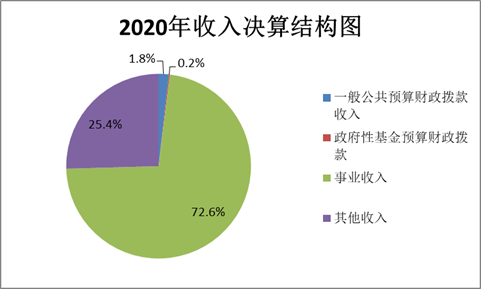 2020年收入决算结构图
1.8%
0.2%
25.4%
72.6%
一般公共预算财政拨款
收入
政府性基金预算财政拨
款
事业收入
其他收入